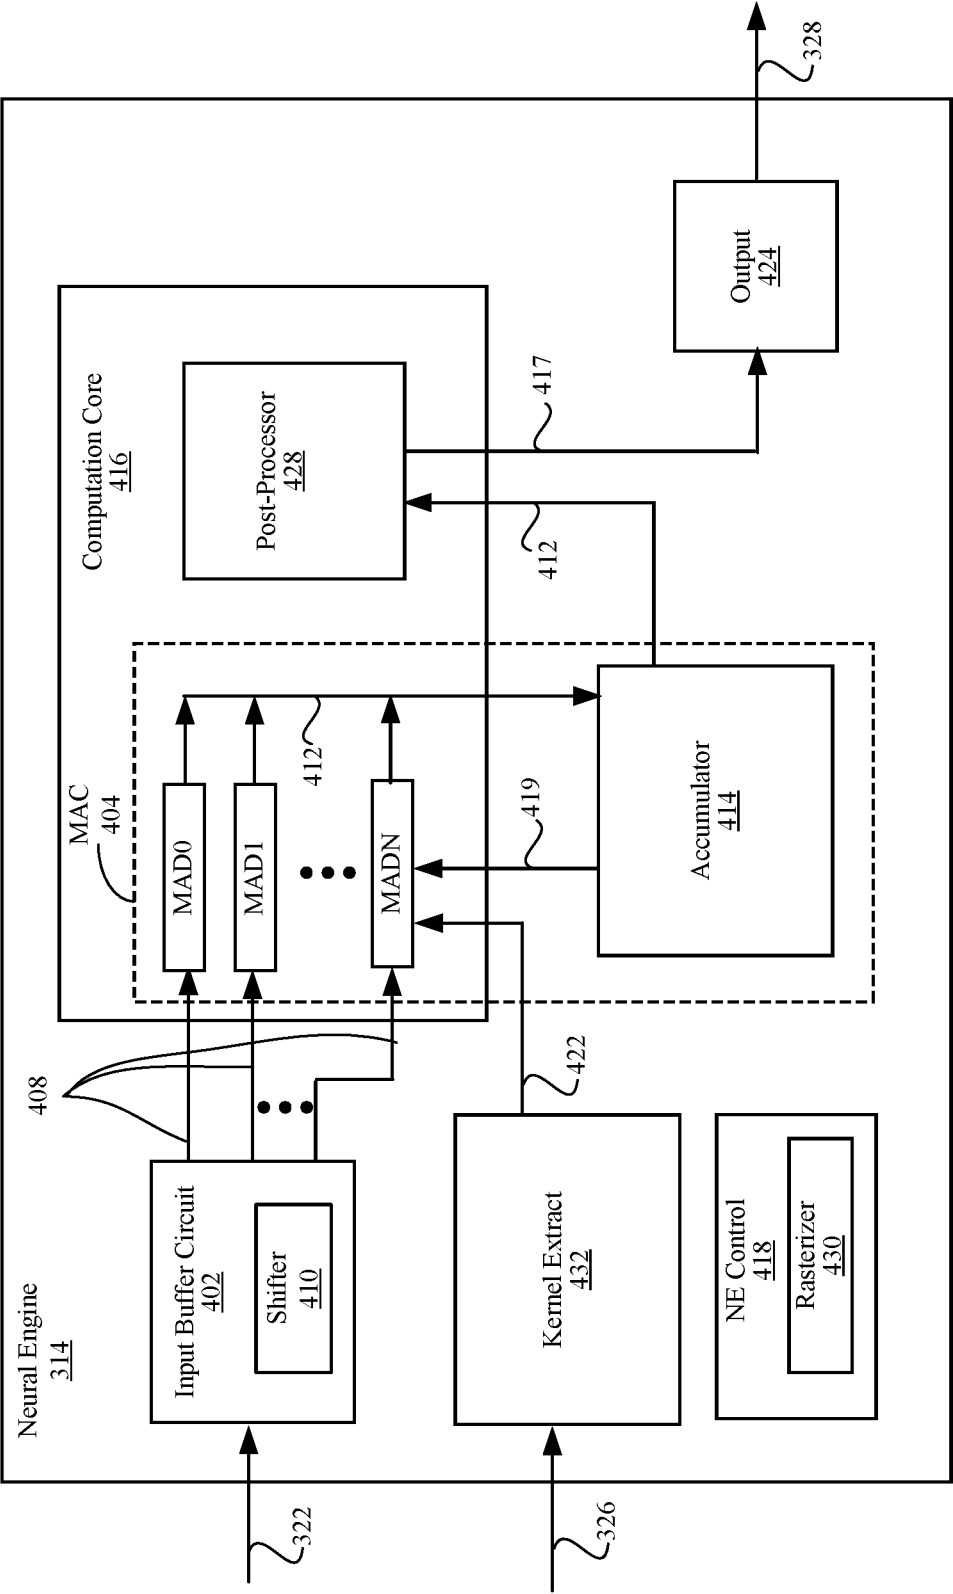 Neural Engine
314
322
Input Buffer Circuit
402
Shifter
410
408
MAC
404
MAD0
MAD1
MADN
412
Computation Core
416
Post-Processor
428
326
Kernel Extract
432
422
419
412
417
NE Control
418
Rasterizer
430
Accumulator
414
Output
424
328